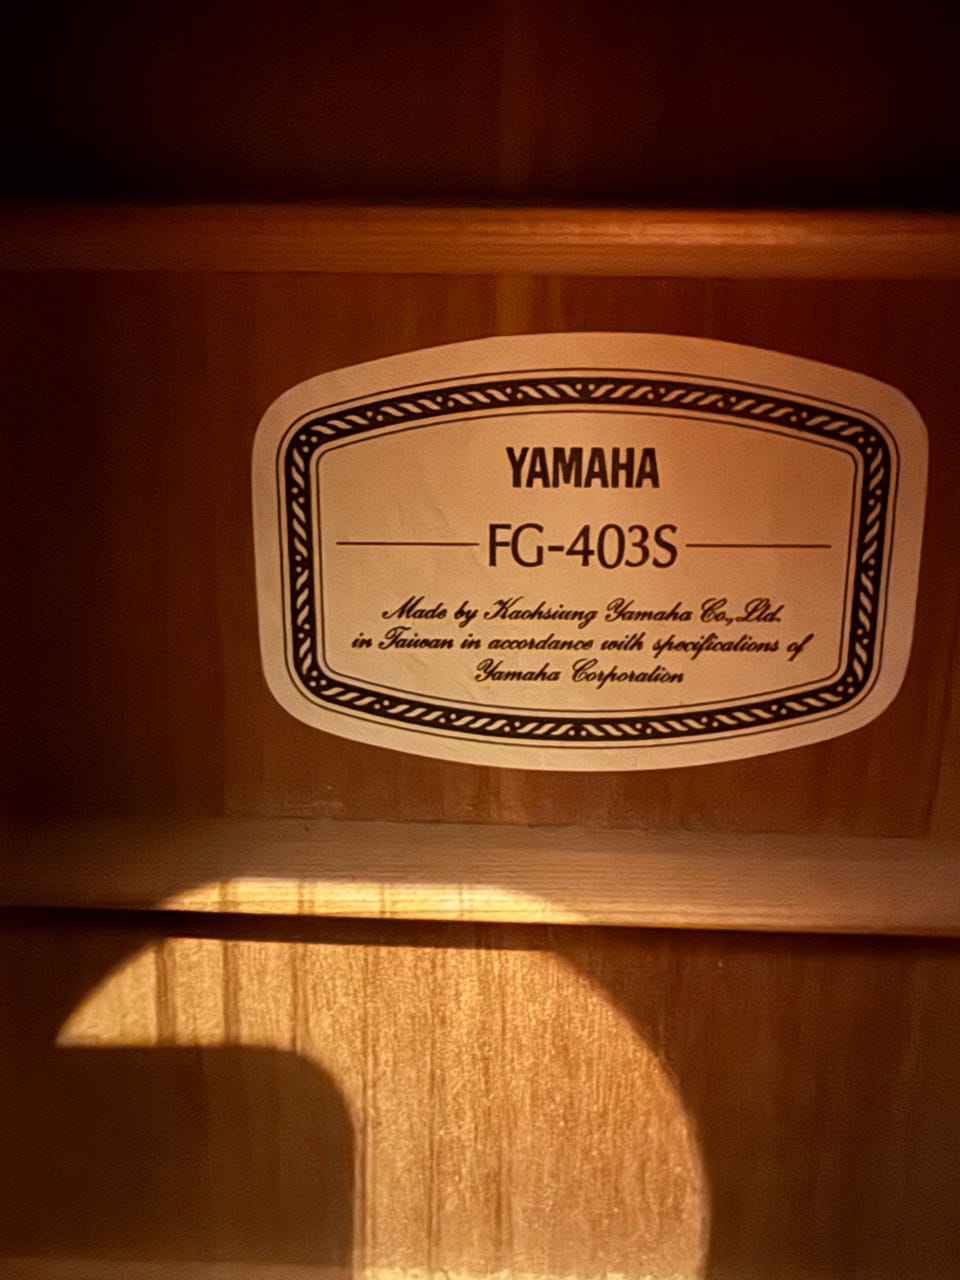 YAMAHA
FG-403S
Made by Kaohsiung Yamaha Co., Ltd.
in Taiwan in accordance with specifications of
Yamaha Corporation